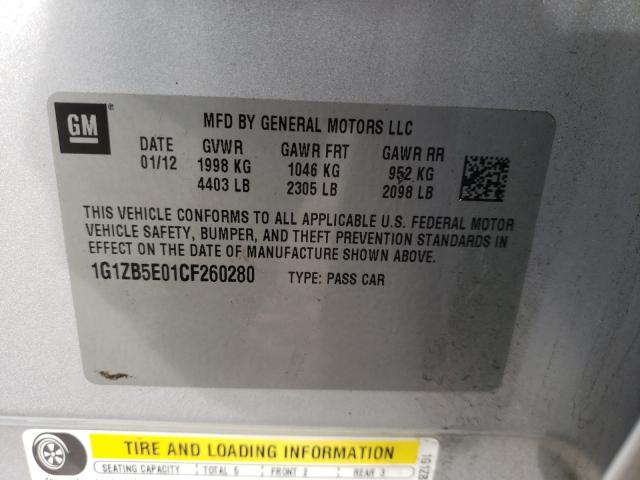 GM
®
MFD BY GENERAL MOTORS LLC
DATE GVWR GAWR FRT GAWR RR
01/12 1998 KG 1046 KG 952 KG
4403 LB 2305 LB 2098 LB
THIS VEHICLE CONFORMS TO ALL APPLICABLE U.S. FEDERAL MOTOR
VEHICLE SAFETY, BUMPER, AND THEFT PREVENTION STANDARDS IN
EFFECT ON THE DATE OF MANUFACTURE SHOWN ABOVE.
1G1ZB5E01CF260280 TYPE: PASS CAR
TIRE AND LOADING INFORMATION
SEATING CAPACITY TOTAL 5 FRONT 2 REAR 3
1G1ZB